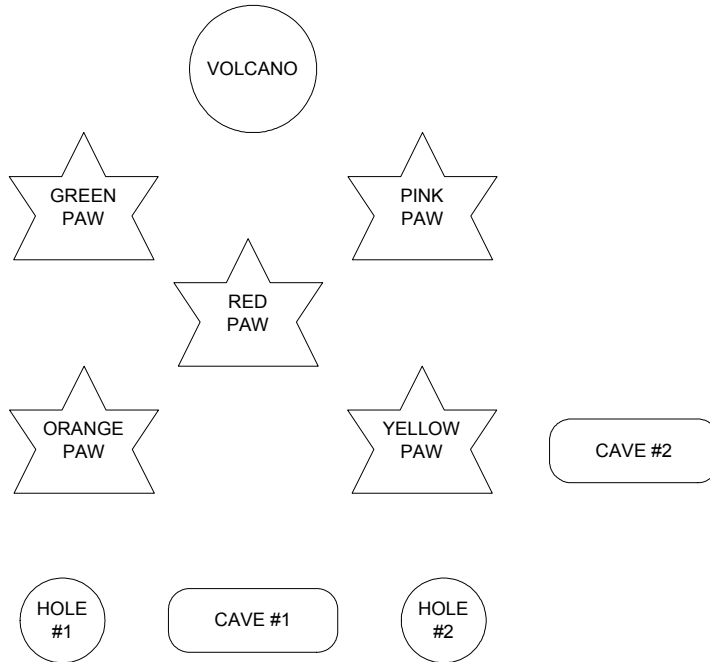 VOLCANO
GREEN
PAW
PINK
PAW
RED
PAW
ORANGE
PAW
YELLOW
PAW
CAVE #2
HOLE
#1
CAVE #1
HOLE
#2